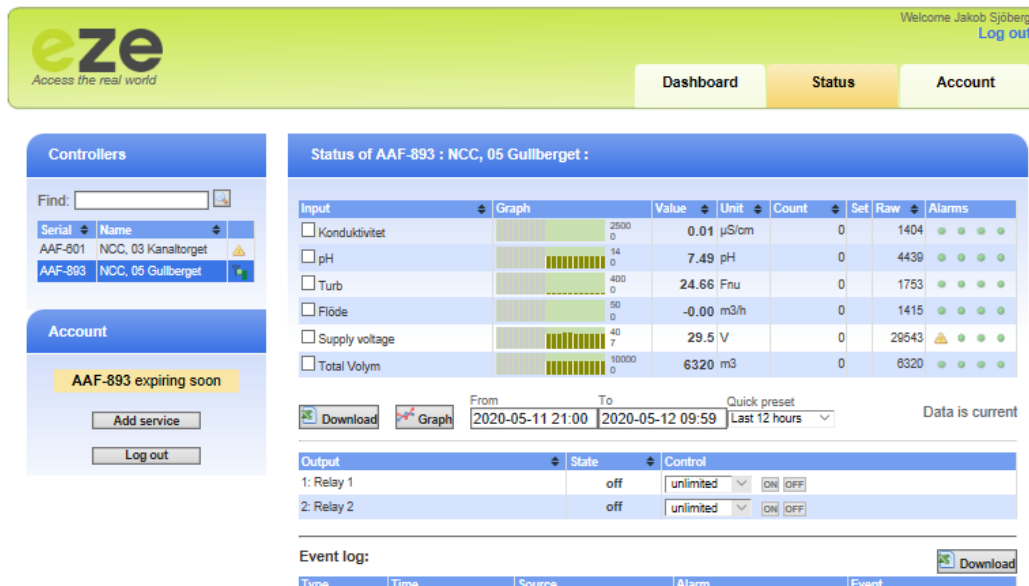 Welcome Jakob Sjöberg
Log out
eze
Access the real world
Dashboard Status Account
Controllers
Find:
Serial Name
AAF-601 NCC, 03 Kanaltorget
AAF-893 NCC, 05 Gullberget
Account
AAF-893 expiring soon
Add service
Log out
Status of AAF-893 : NCC, 05 Gullberget :
Input Graph Value Unit Count Set Raw Alarms
Konduktivitet 2500 0 0.01 µS/cm 0 1404
pH 14 0 7.49 pH 0 4439
Turb 400 0 24.66 Fnu 0 1753
Flöde 50 0 -0.00 m3/h 0 1415
Supply voltage 40 7 29.5 V 0 29543
Total Volym 10000 0 6320 m3 0 6320
From To Quick preset
Download Graph 2020-05-11 21:00 2020-05-12 09:59 Last 12 hours Data is current
Output State Control
1: Relay 1 off unlimited ON OFF
2: Relay 2 off unlimited ON OFF
Event log:
Download
Type Time Source Alarm Event